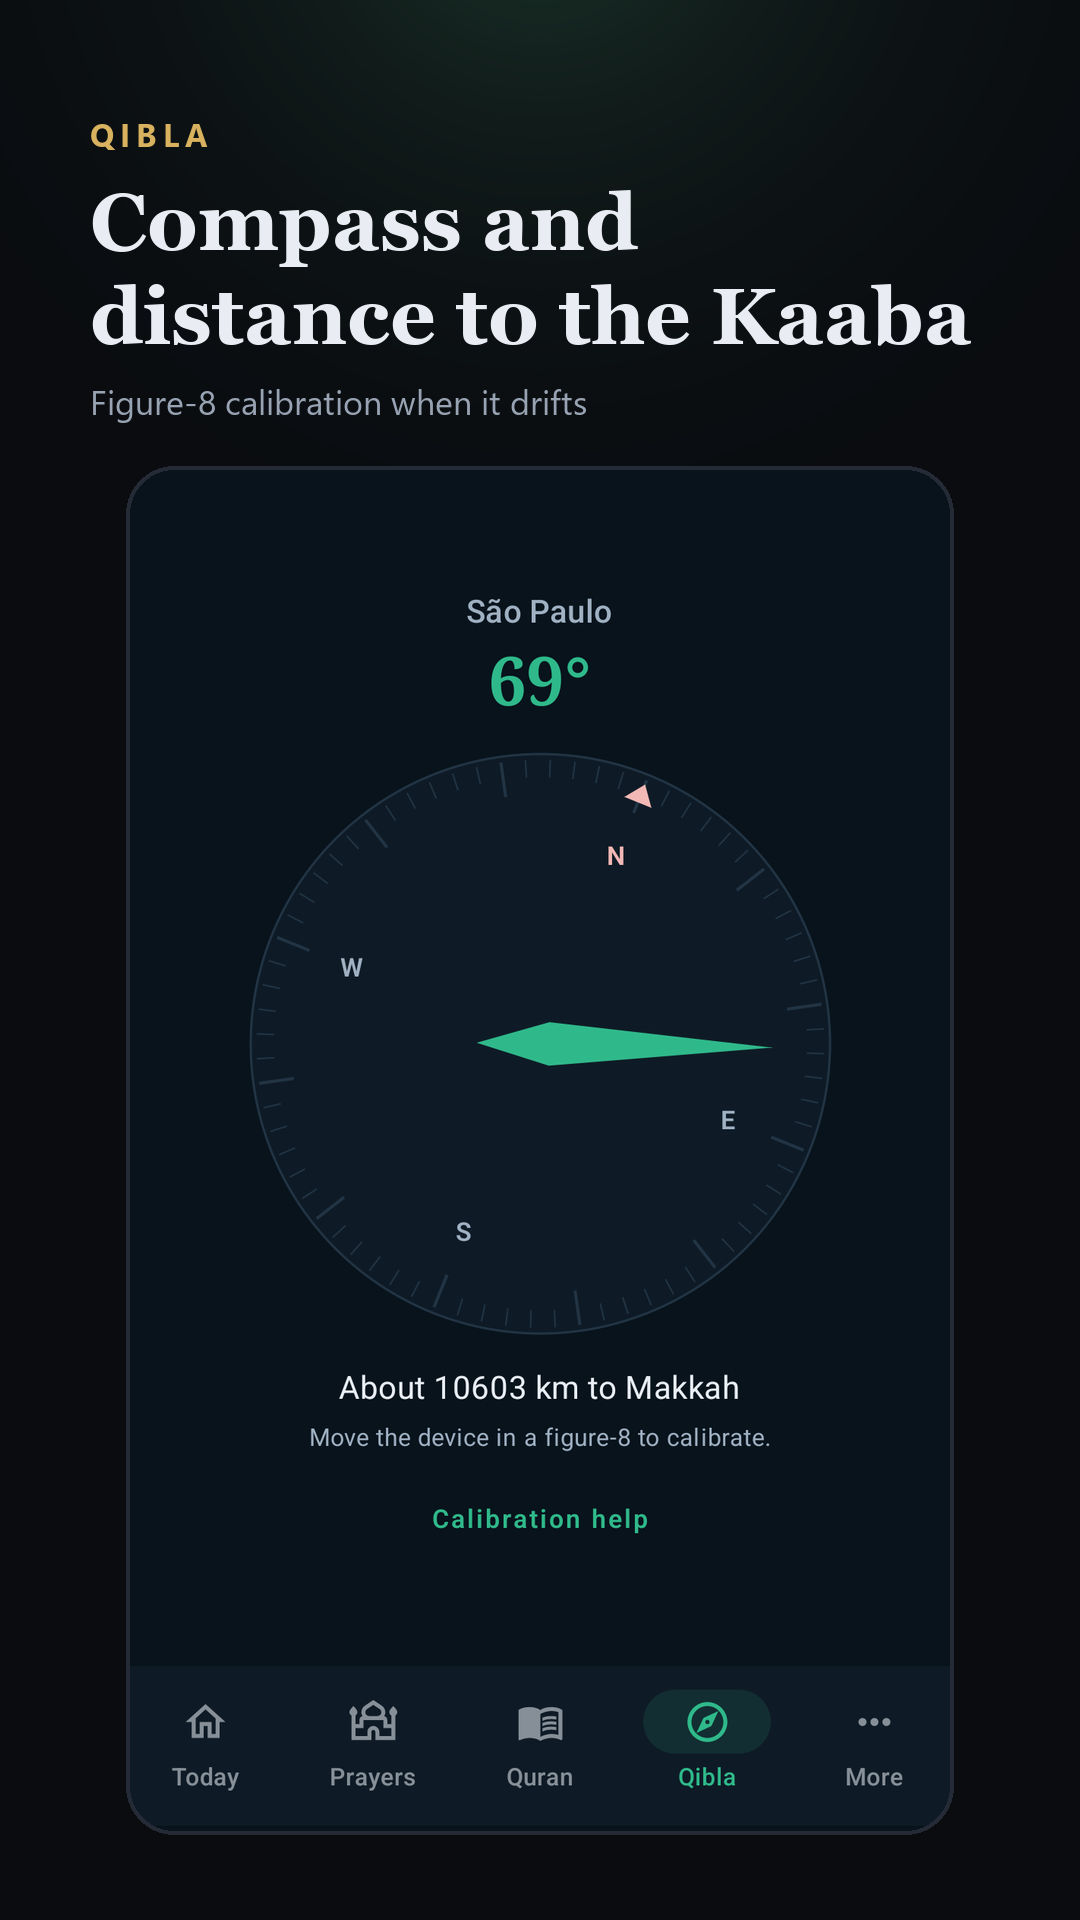 QIBLA
Compass and
distance to the Kaaba
Figure-8 calibration when it drifts
São Paulo
69°
N
W
E
S
About 10603 km to Makkah
Move the device in a figure-8 to calibrate.
Calibration help
Today
Prayers
Quran
Qibla
More